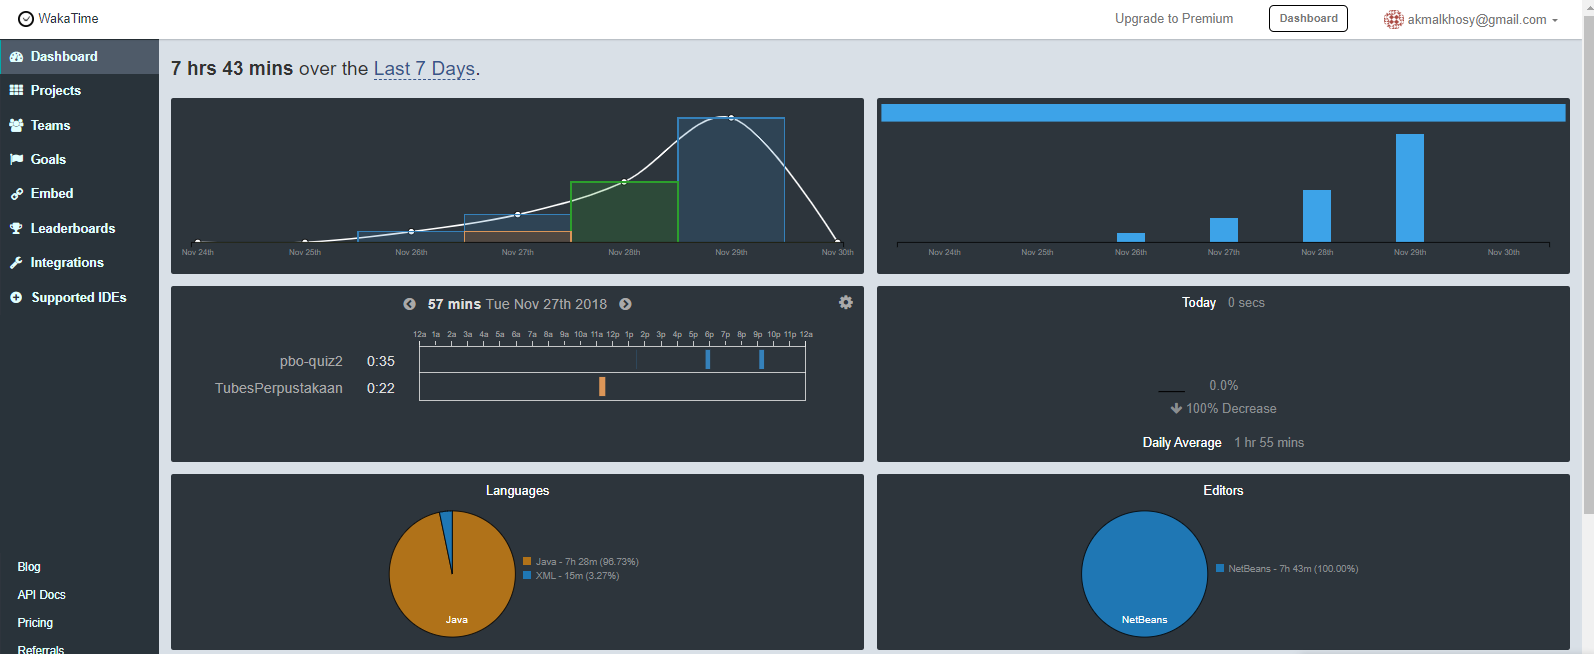 WakaTime
Upgrade to Premium
Dashboard
akmalkhosy@gmail.com
Dashboard
Projects
Teams
Goals
Embed
Leaderboards
Integrations
Supported IDEs
Blog
API Docs
Pricing
Referrals
7 hrs 43 mins over the Last 7 Days.
Nov 24th Nov 25th Nov 26th Nov 27th Nov 28th Nov 29th Nov 30th
Nov 24th Nov 25th Nov 26th Nov 27th Nov 28th Nov 29th Nov 30th
57 mins Tue Nov 27th 2018
12a 1a 2a 3a 4a 5a 6a 7a 8a 9a 10a 11a 12p 1p 2p 3p 4p 5p 6p 7p 8p 9p 10p 11p 12a
pbo-quiz2 0:35
TubesPerpustakaan 0:22
Today 0 secs
0.0%
100% Decrease
Daily Average 1 hr 55 mins
Languages
Java - 7h 28m (96.73%)
XML - 15m (3.27%)
Java
Editors
NetBeans - 7h 43m (100.00%)
NetBeans